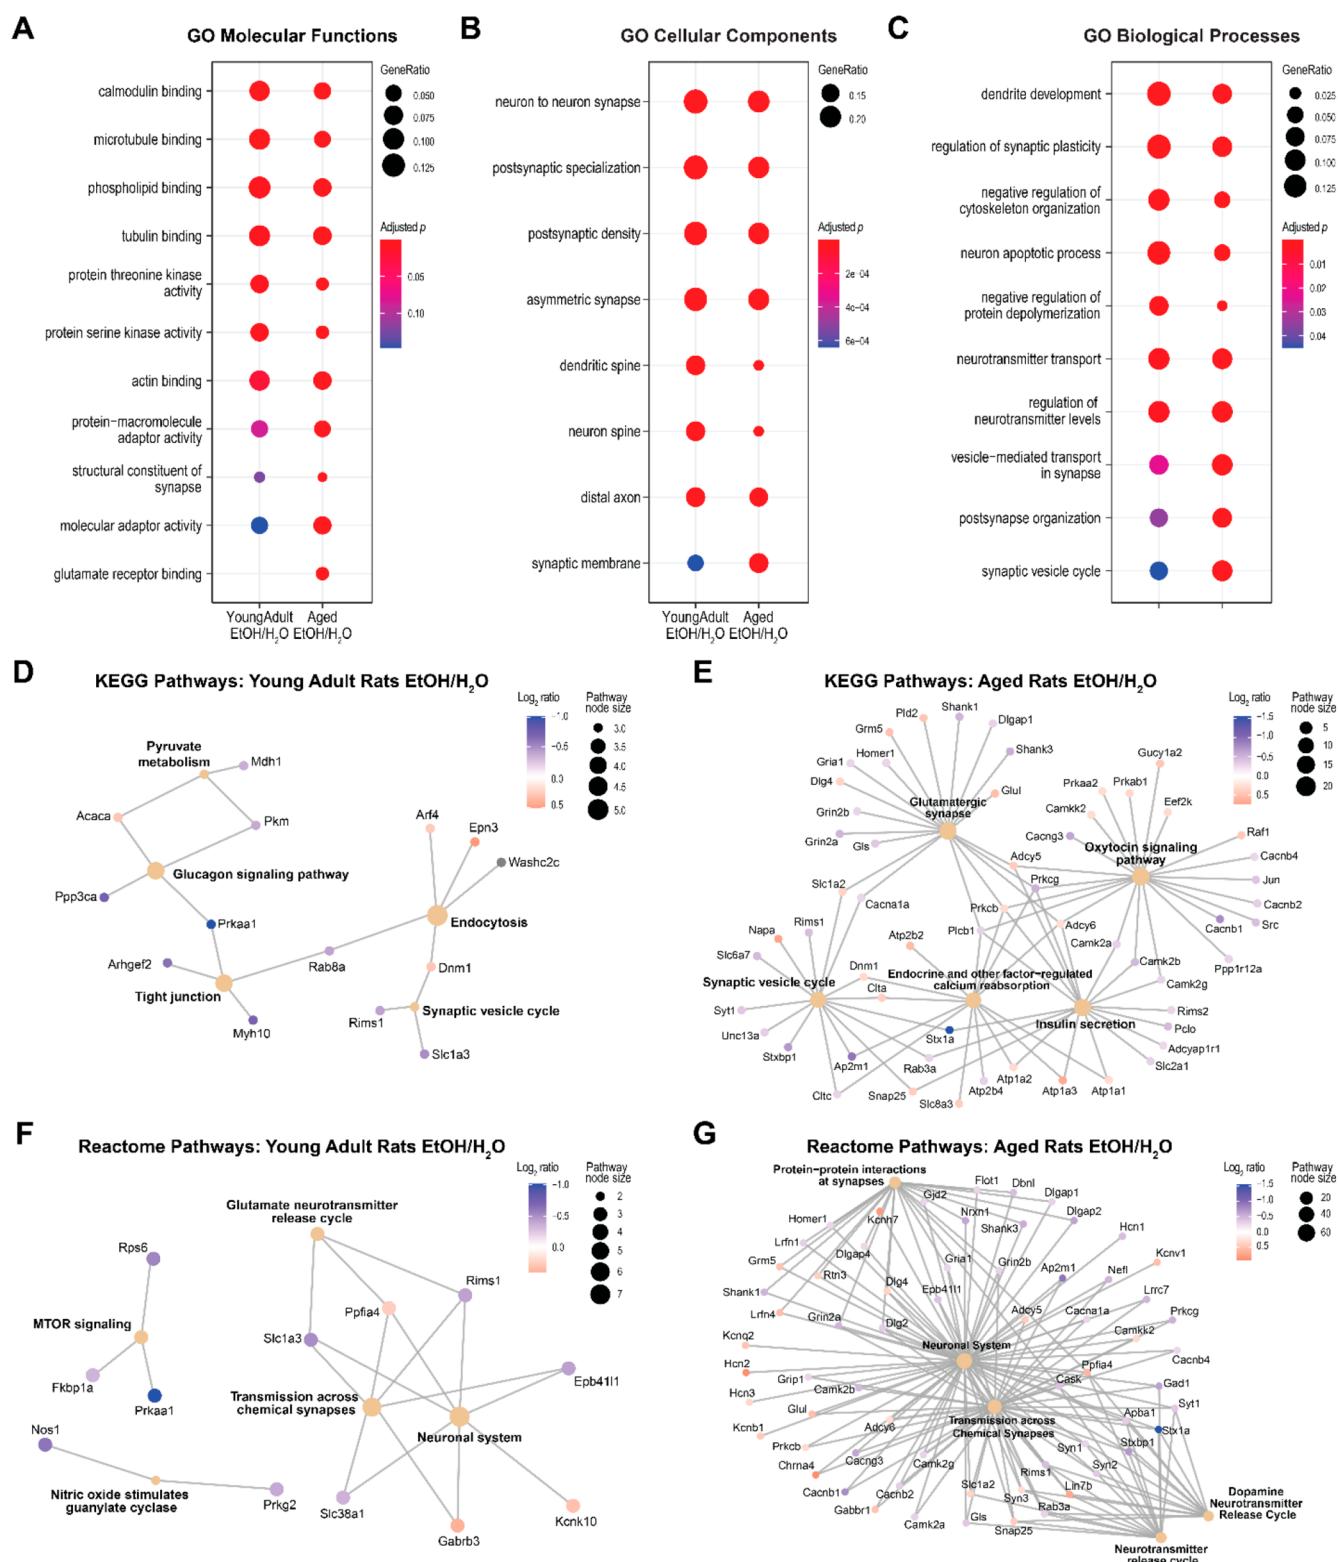 A
GO Molecular Functions
calmodulin binding
microtubule binding
phospholipid binding
tubulin binding
protein threonine kinase
activity
protein serine kinase activity
actin binding
protein−macromolecule
adaptor activity
structural constituent of
synapse
molecular adaptor activity
glutamate receptor binding
YoungAdult
EtOH/H2O
Aged
EtOH/H2O
GeneRatio
0.050
0.075
0.100
0.125
Adjusted p
0.05
0.10
B
GO Cellular Components
neuron to neuron synapse
postsynaptic specialization
postsynaptic density
asymmetric synapse
dendritic spine
neuron spine
distal axon
synaptic membrane
YoungAdult
EtOH/H2O
Aged
EtOH/H2O
GeneRatio
0.15
0.20
Adjusted p
2e−04
4e−04
6e−04
C
GO Biological Processes
dendrite development
regulation of synaptic plasticity
negative regulation of
cytoskeleton organization
neuron apoptotic process
negative regulation of
protein depolymerization
neurotransmitter transport
regulation of
neurotransmitter levels
vesicle−mediated transport
in synapse
postsynapse organization
synaptic vesicle cycle
GeneRatio
0.025
0.050
0.075
0.100
0.125
Adjusted p
0.01
0.02
0.03
0.04
D
KEGG Pathways: Young Adult Rats EtOH/H2O
Log2 ratio
−1.0
−0.5
0.0
0.5
Pathway
node size
3.0
3.5
4.0
4.5
5.0
Pyruvate
metabolism
Mdh1
Acaca
Pkm
Glucagon signaling pathway
Ppp3ca
Prkaa1
Arhgef2
Tight junction
Myh10
Rab8a
Arf4
Epn3
Washc2c
Endocytosis
Dnm1
Rims1
Synaptic vesicle cycle
Slc1a3
E
KEGG Pathways: Aged Rats EtOH/H2O
Log2 ratio
−1.5
−1.0
−0.5
0.0
0.5
Pathway
node size
5
10
15
20
Shank1
Pld2
Dlgap1
Grm5
Homer1
Shank3
Gria1
Dlg4
Glul
Glutamatergic
synapse
Grin2b
Grin2a
Gls
Gucy1a2
Prkaa2
Prkab1
Camkk2
Eef2k
Cacng3
Raf1
Oxytocin signaling
pathway
Cacnb4
Jun
Cacnb2
Src
Cacnb1
Ppp1r12a
Adcy5
Prkcg
Slc1a2
Cacna1a
Prkcb
Adcy6
Plcb1
Camk2a
Camk2b
Camk2g
Rims1
Napa
Slc6a7
Atp2b2
Dnm1
Clta
Synaptic vesicle cycle
Endocrine and other factor−regulated
calcium reabsorption
Insulin secretion
Rims2
Pclo
Adcyap1r1
Slc2a1
Syt1
Unc13a
Stxbp1
Ap2m1
Stx1a
Rab3a
Cltc
Snap25
Slc8a3
Atp2b4
Atp1a2
Atp1a3
Atp1a1
F
Reactome Pathways: Young Adult Rats EtOH/H2O
Log2 ratio
−1.0
−0.5
0.0
Pathway
node size
2
3
4
5
6
7
Glutamate neurotransmitter
release cycle
Rps6
Rims1
Ppfia4
MTOR signaling
Slc1a3
Fkbp1a
Prkaa1
Epb41l1
Transmission across
chemical synapses
Neuronal system
Nos1
Nitric oxide stimulates
guanylate cyclase
Prkg2
Slc38a1
Gabrb3
Kcnk10
G
Reactome Pathways: Aged Rats EtOH/H2O
Log2 ratio
−1.5
−1.0
−0.5
0.0
0.5
Pathway
node size
20
40
60
Protein−protein interactions
at synapses
Flot1
Dbnl
Gjd2
Dlgap1
Nrxn1
Dlgap2
Homer1
Kcnh7
Shank3
Hcn1
Lrfn1
Dlgap4
Grm5
Gria1
Grin2b
Ap2m1
Kcnv1
Rtn3
Nefl
Shank1
Dlg4
Epb41l1
Lrrc7
Lrfn4
Grin2a
Dlg2
Adcy5
Cacna1a
Prkcg
Camkk2
Kcnq2
Neuronal System
Cacnb4
Ppfia4
Hcn2
Grip1
Cask
Gad1
Hcn3
Camk2b
Syt1
Glul
Apba1
Kcnb1
Adcy6
Transmission across
Chemical Synapses
Stx1a
Prkcb
Stxbp1
Syn1
Chrna4
Cacng3
Camk2g
Syn2
Rims1
Cacnb1
Cacnb2
Slc1a2
Syn3
Lin7b
Rab3a
Gabbr1
Camk2a
Gls
Snap25
Dopamine
Neurotransmitter
Release Cycle
Neurotransmitter
release cycle